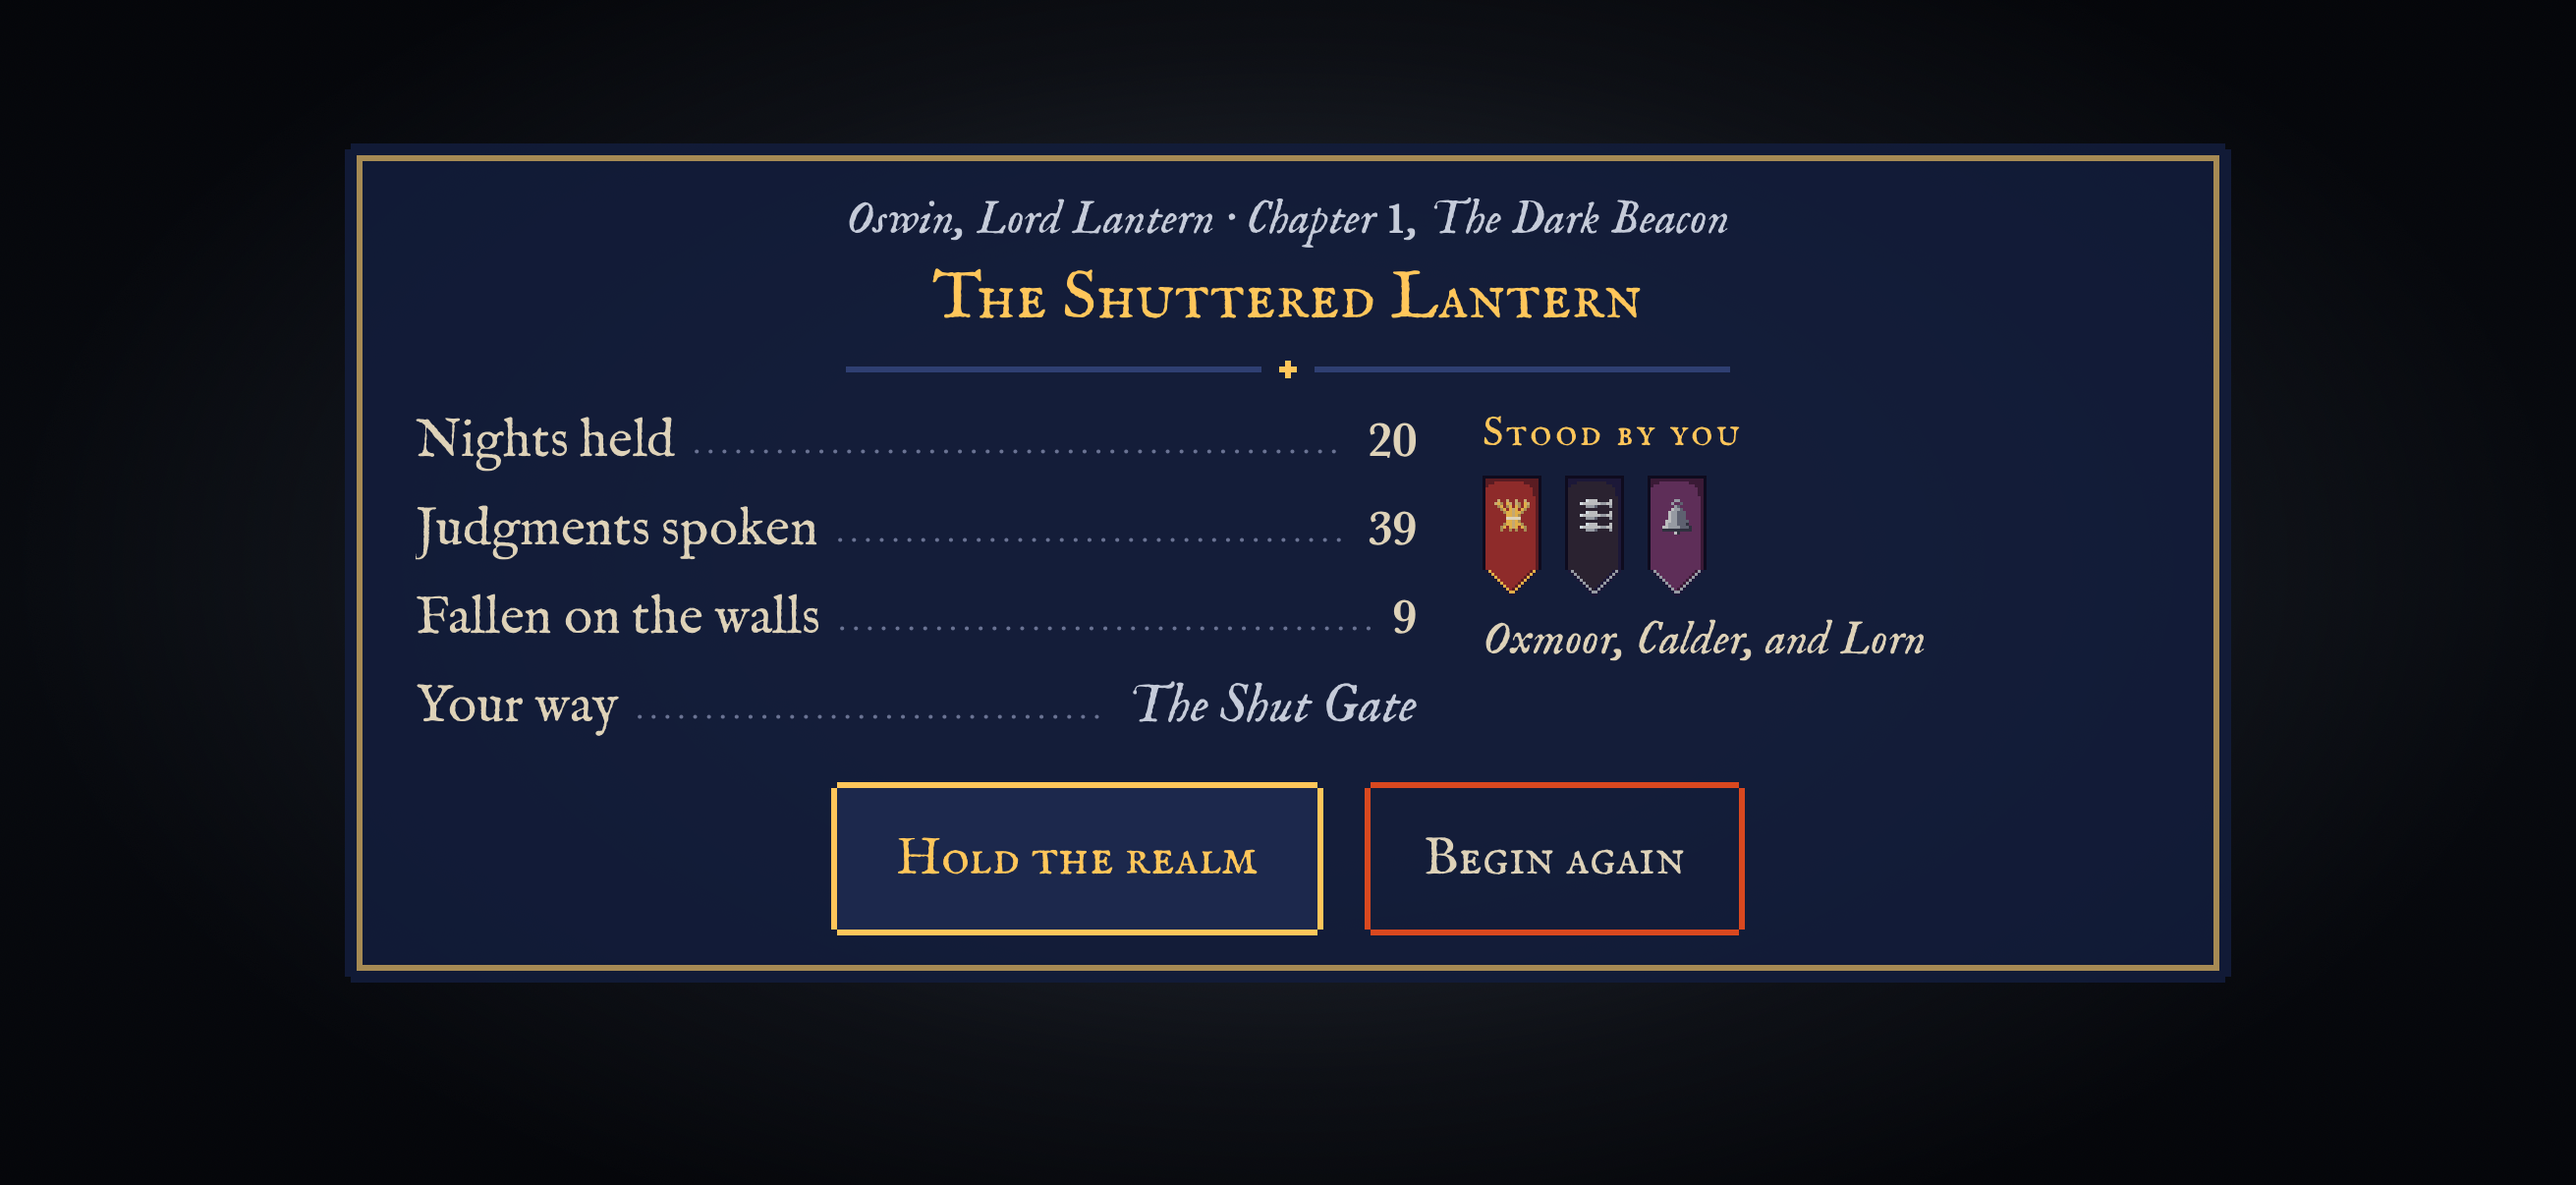 Oswin, Lord Lantern · Chapter 1, The Dark Beacon
The Shuttered Lantern
Nights held 20
Judgments spoken 39
Fallen on the walls 9
Your way The Shut Gate
Stood by you
Oxmoor, Calder, and Lorn
Hold the realm
Begin again